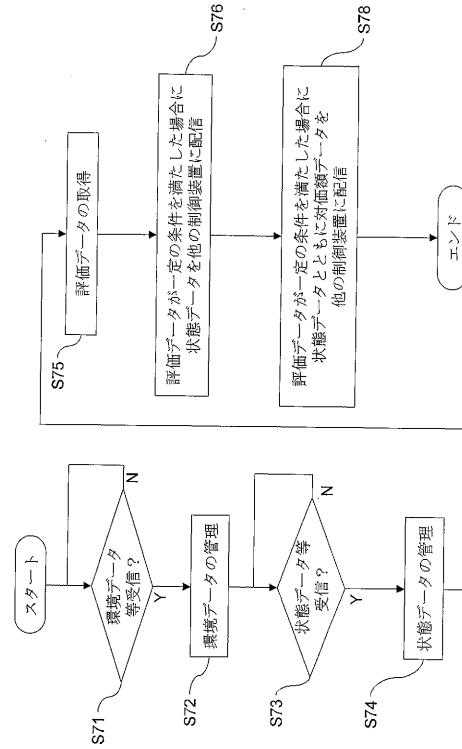 スタート
環境データ
等受信？
N
Y
S71
環境データの管理
S72
状態データ等
受信？
N
Y
S73
状態データの管理
S74
評価データの取得
S75
評価データが一定の条件を満たした場合に
状態データを他の制御装置に配信
S76
評価データが一定の条件を満たした場合に
状態データとともに対価額データを
他の制御装置に配信
S78
エンド